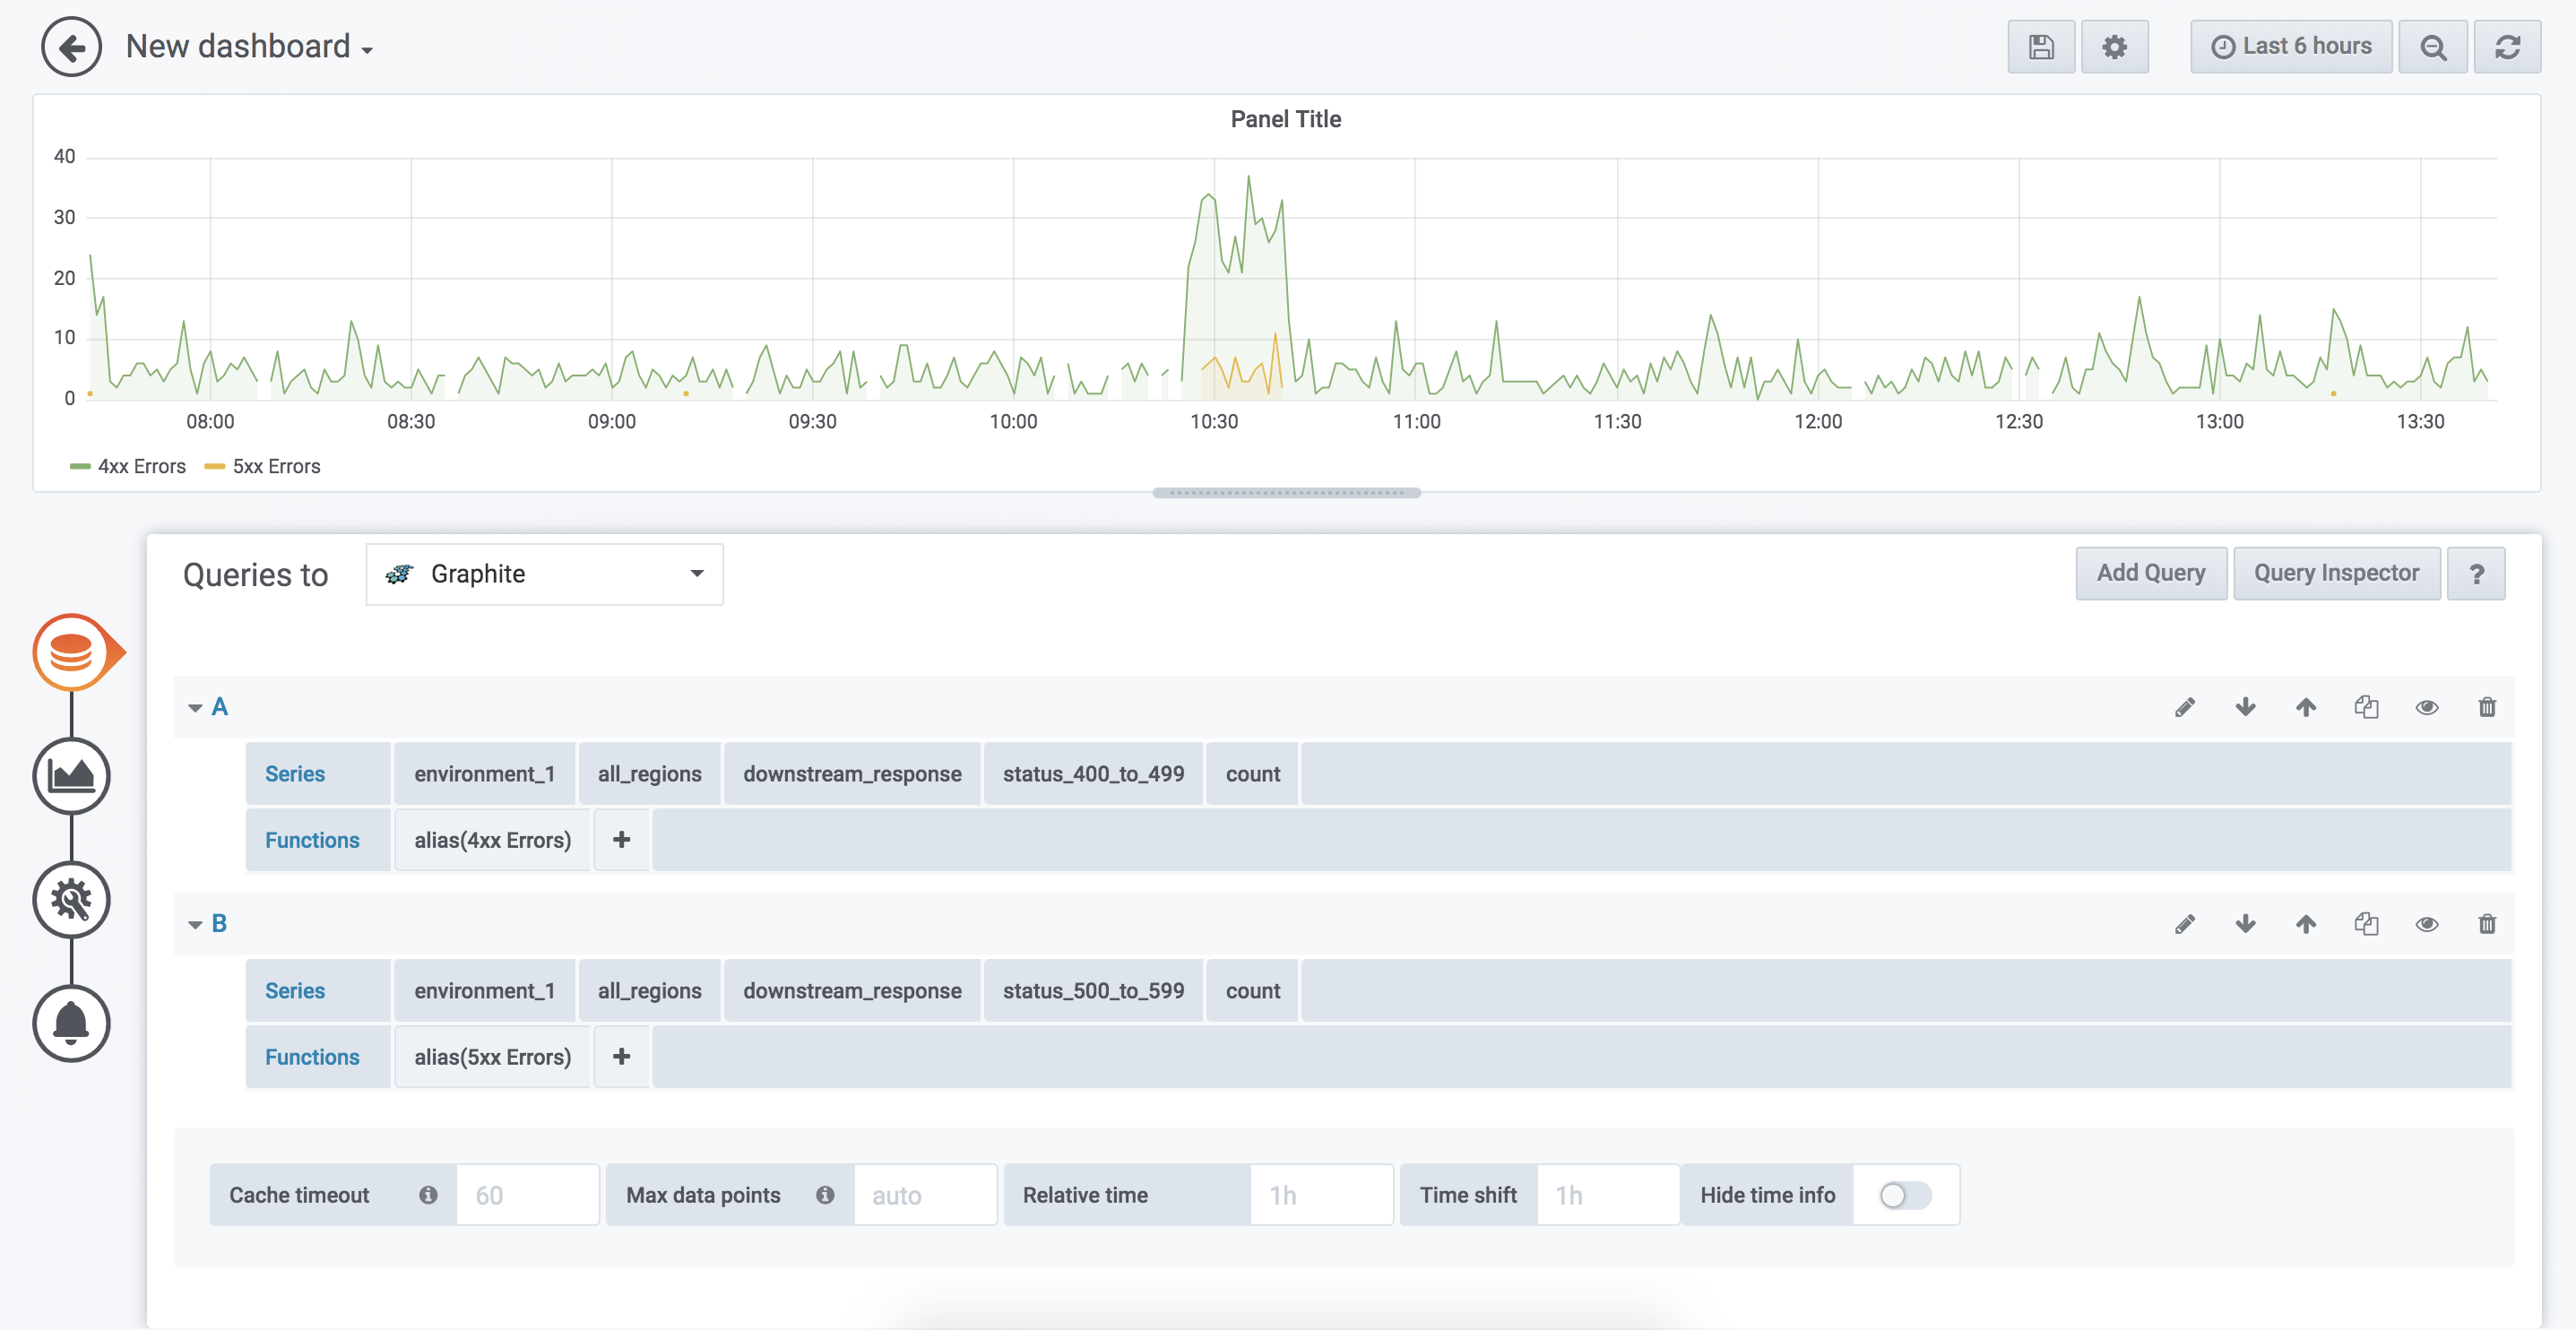 New dashboard
Last 6 hours
Panel Title
40
30
20
10
0
08:00 08:30 09:00 09:30 10:00 10:30 11:00 11:30 12:00 12:30 13:00 13:30
4xx Errors 5xx Errors
Queries to Graphite Add Query Query Inspector ?
A
Series environment_1 all_regions downstream_response status_400_to_499 count
Functions alias(4xx Errors) +
B
Series environment_1 all_regions downstream_response status_500_to_599 count
Functions alias(5xx Errors) +
Cache timeout 60 Max data points auto Relative time 1h Time shift 1h Hide time info